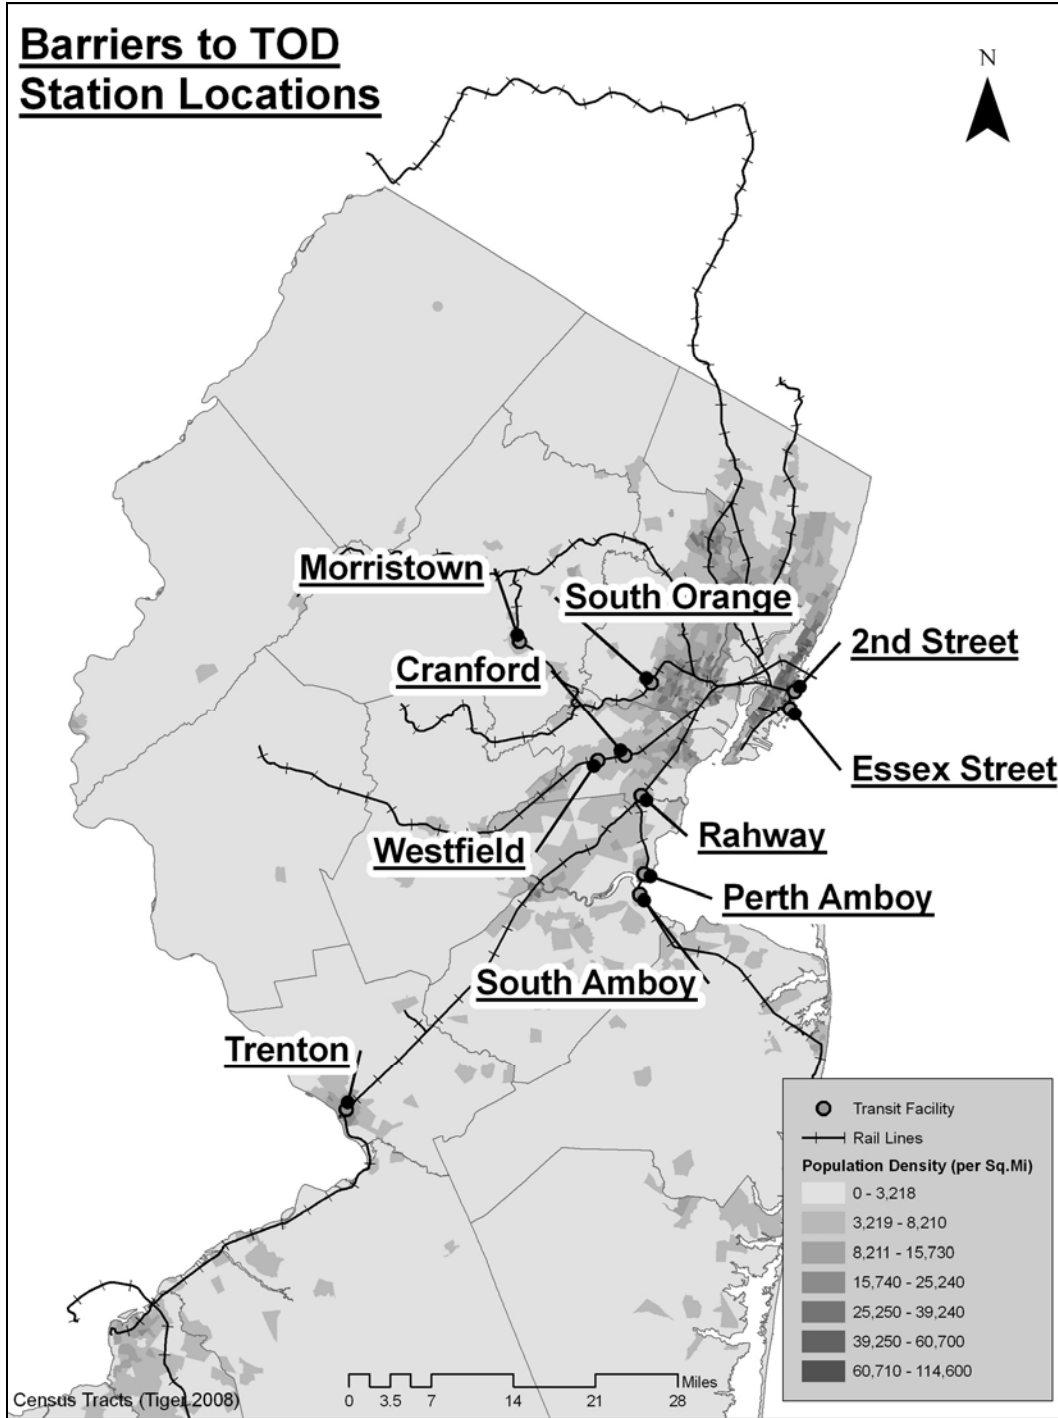 Barriers to TOD
Station Locations
N
Morristown
South Orange
2nd Street
Cranford
Essex Street
Westfield
Rahway
Perth Amboy
South Amboy
Trenton
Transit Facility
Rail Lines
Population Density (per Sq.Mi)
0 - 3,218
3,219 - 8,210
8,211 - 15,730
15,740 - 25,240
25,250 - 39,240
39,250 - 60,700
60,710 - 114,600
Miles
0 3.5 7 14 21 28
Census Tracts (Tiger 2008)